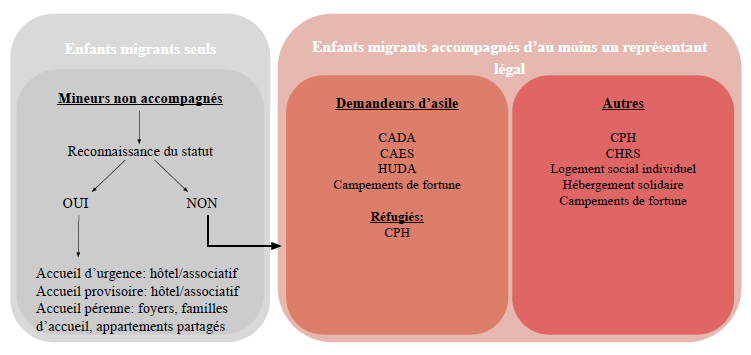 Enfants migrants seuls
Mineurs non accompagnés
Reconnaissance du statut
OUI
NON
Accueil d'urgence: hôtel/associatif
Accueil provisoire: hôtel/associatif
Accueil pérenne: foyers, familles
d'accueil, appartements partagés
Enfants migrants accompagnés d'au moins un représentant
légal
Demandeurs d'asile
CADA
CAES
HUDA
Campements de fortune
Réfugiés:
CPH
Autres
CPH
CHRS
Logement social individuel
Hébergement solidaire
Campements de fortune